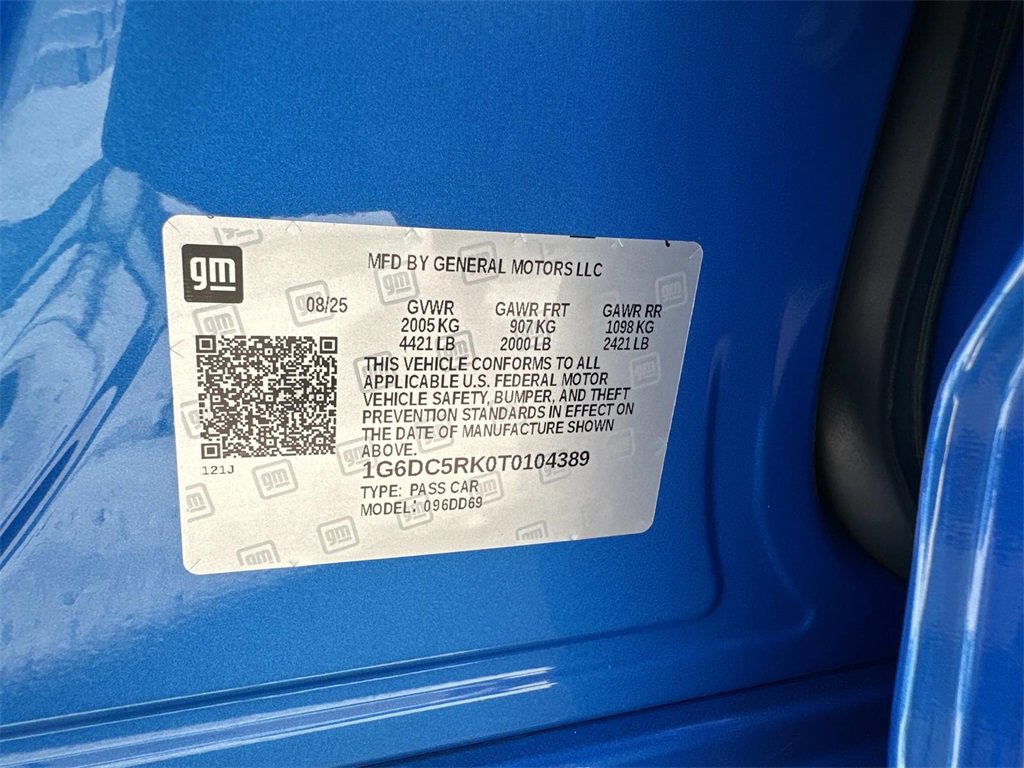 gm
MFD BY GENERAL MOTORS LLC
08/25 GVWR GAWR FRT GAWR RR
2005 KG 907 KG 1098 KG
4421 LB 2000 LB 2421 LB
THIS VEHICLE CONFORMS TO ALL
APPLICABLE U.S. FEDERAL MOTOR
VEHICLE SAFETY, BUMPER, AND THEFT
PREVENTION STANDARDS IN EFFECT ON
THE DATE OF MANUFACTURE SHOWN
ABOVE.
121J
1G6DC5RK0T0104389
TYPE: PASS CAR
MODEL: 096DD69